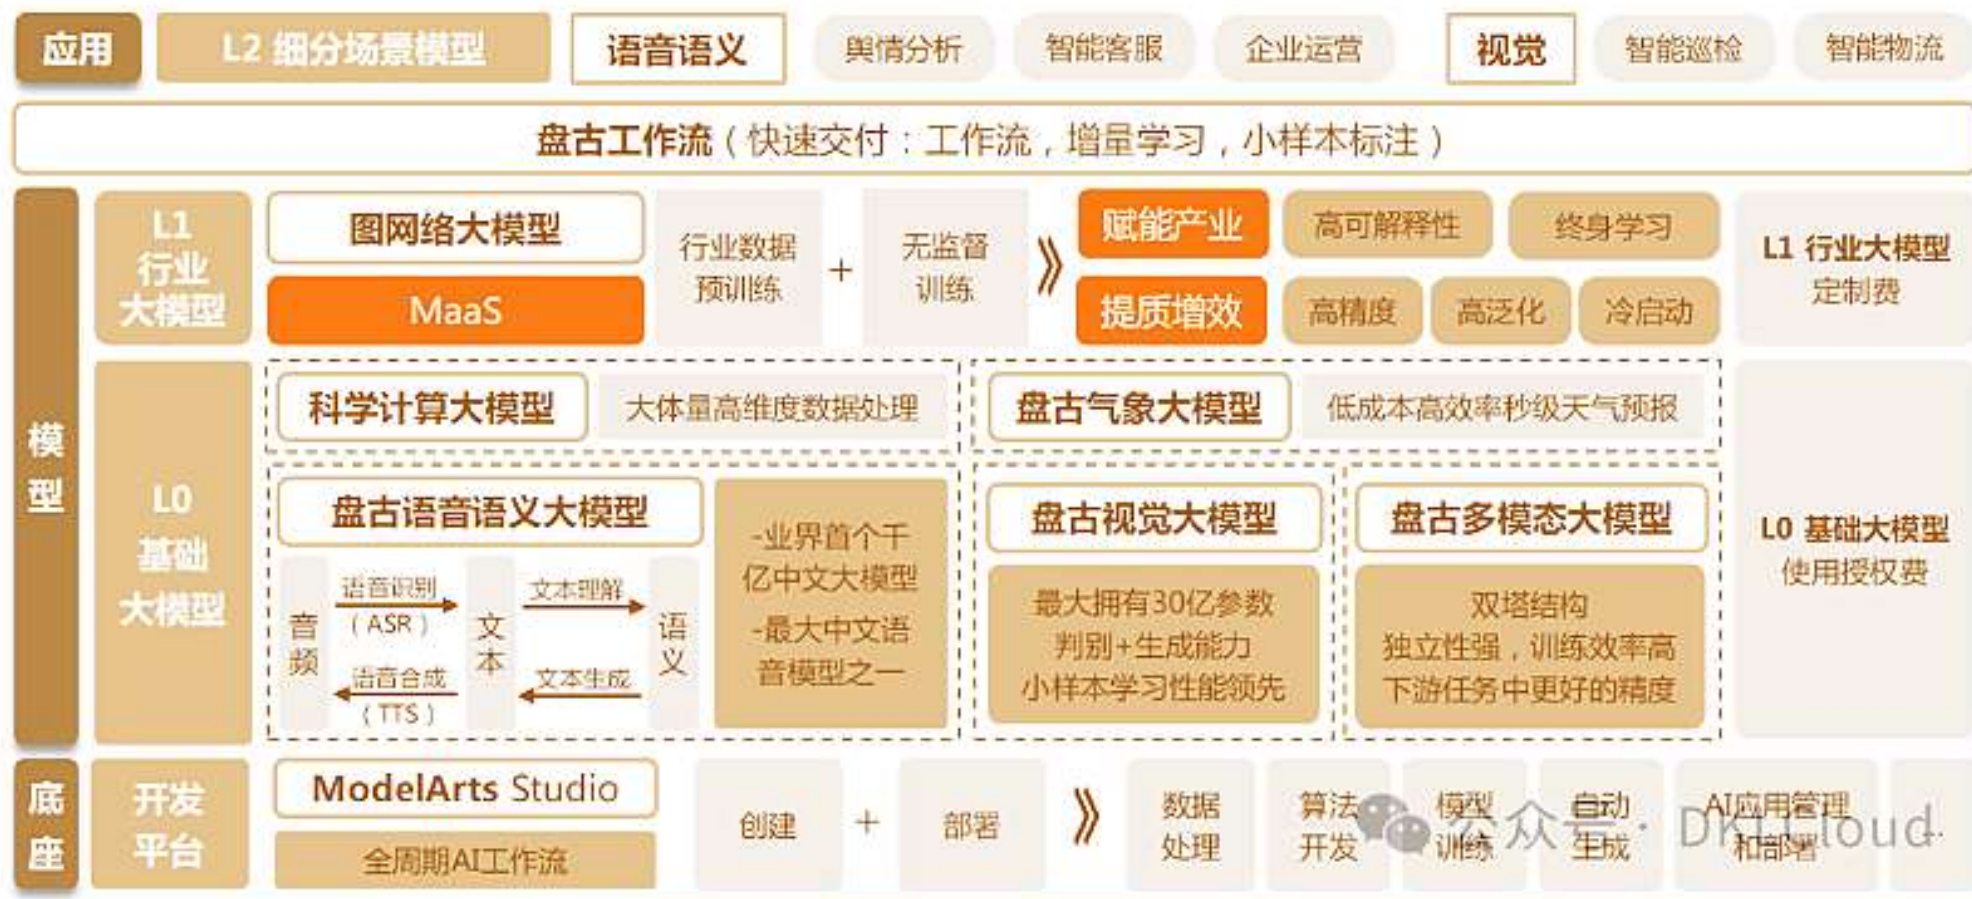 应用
L2 细分场景模型
语音语义
舆情分析
智能客服
企业运营
视觉
智能巡检
智能物流
盘古工作流（快速交付：工作流，增量学习，小样本标注）
模
型
L1
行业
大模型
图网络大模型
MaaS
行业数据
预训练
+
无监督
训练
》
赋能产业
高可解释性
终身学习
提质增效
高精度
高泛化
冷启动
L1 行业大模型
定制费
L0
基础
大模型
科学计算大模型
大体量高维度数据处理
盘古气象大模型
低成本高效率秒级天气预报
盘古语音语义大模型
音
频
语音识别
（ASR）
语音合成
（TTS）
文
本
文本理解
文本生成
语
义
-业界首个千
亿中文大模型
-最大中文语
音模型之一
盘古视觉大模型
最大拥有30亿参数
判别+生成能力
小样本学习性能领先
盘古多模态大模型
双塔结构
独立性强，训练效率高
下游任务中更好的精度
L0 基础大模型
使用授权费
底
座
开发
平台
ModelArts Studio
全周期AI工作流
创建
+
部署
》
数据
处理
算法
开发
模型
训练
自动
生成
AI应用管理
和部署
...
公众号·DKLLCloud